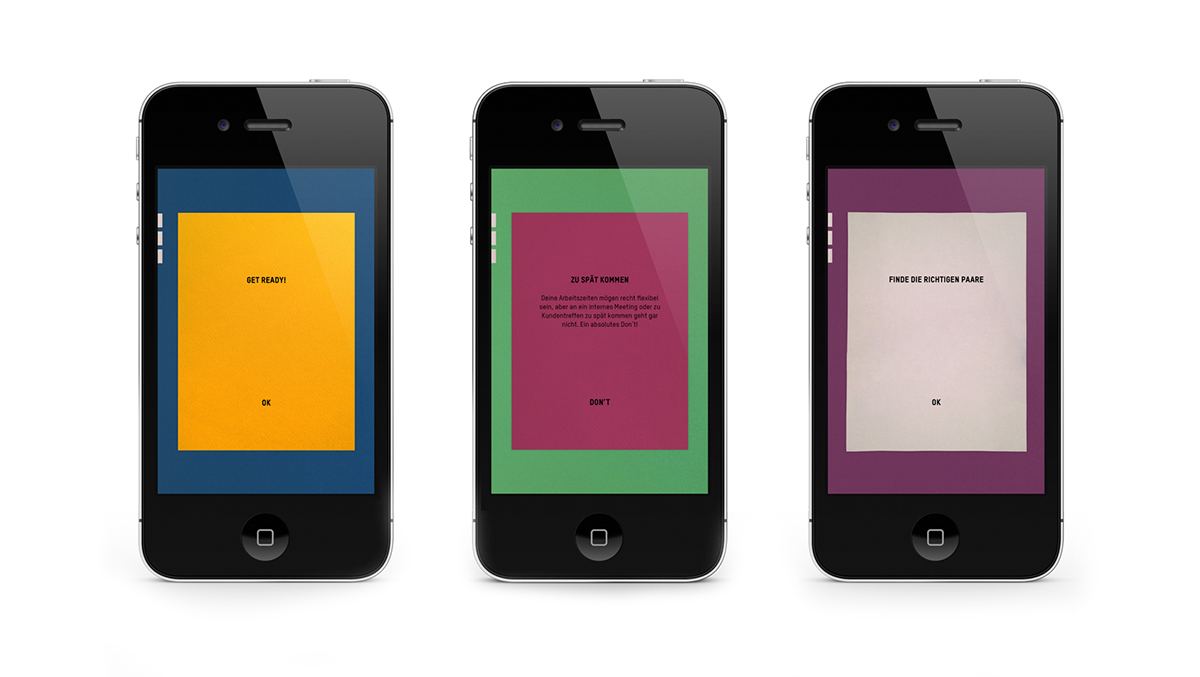 GET READY!
OK
ZU SPÄT KOMMEN
Deine Arbeitszeiten mögen recht flexibel
sein, aber an ein internes Meeting oder zu
Kundentreffen zu spät kommen geht gar
nicht. Ein absolutes Don't!
DON'T
FINDE DIE RICHTIGEN PAARE
OK